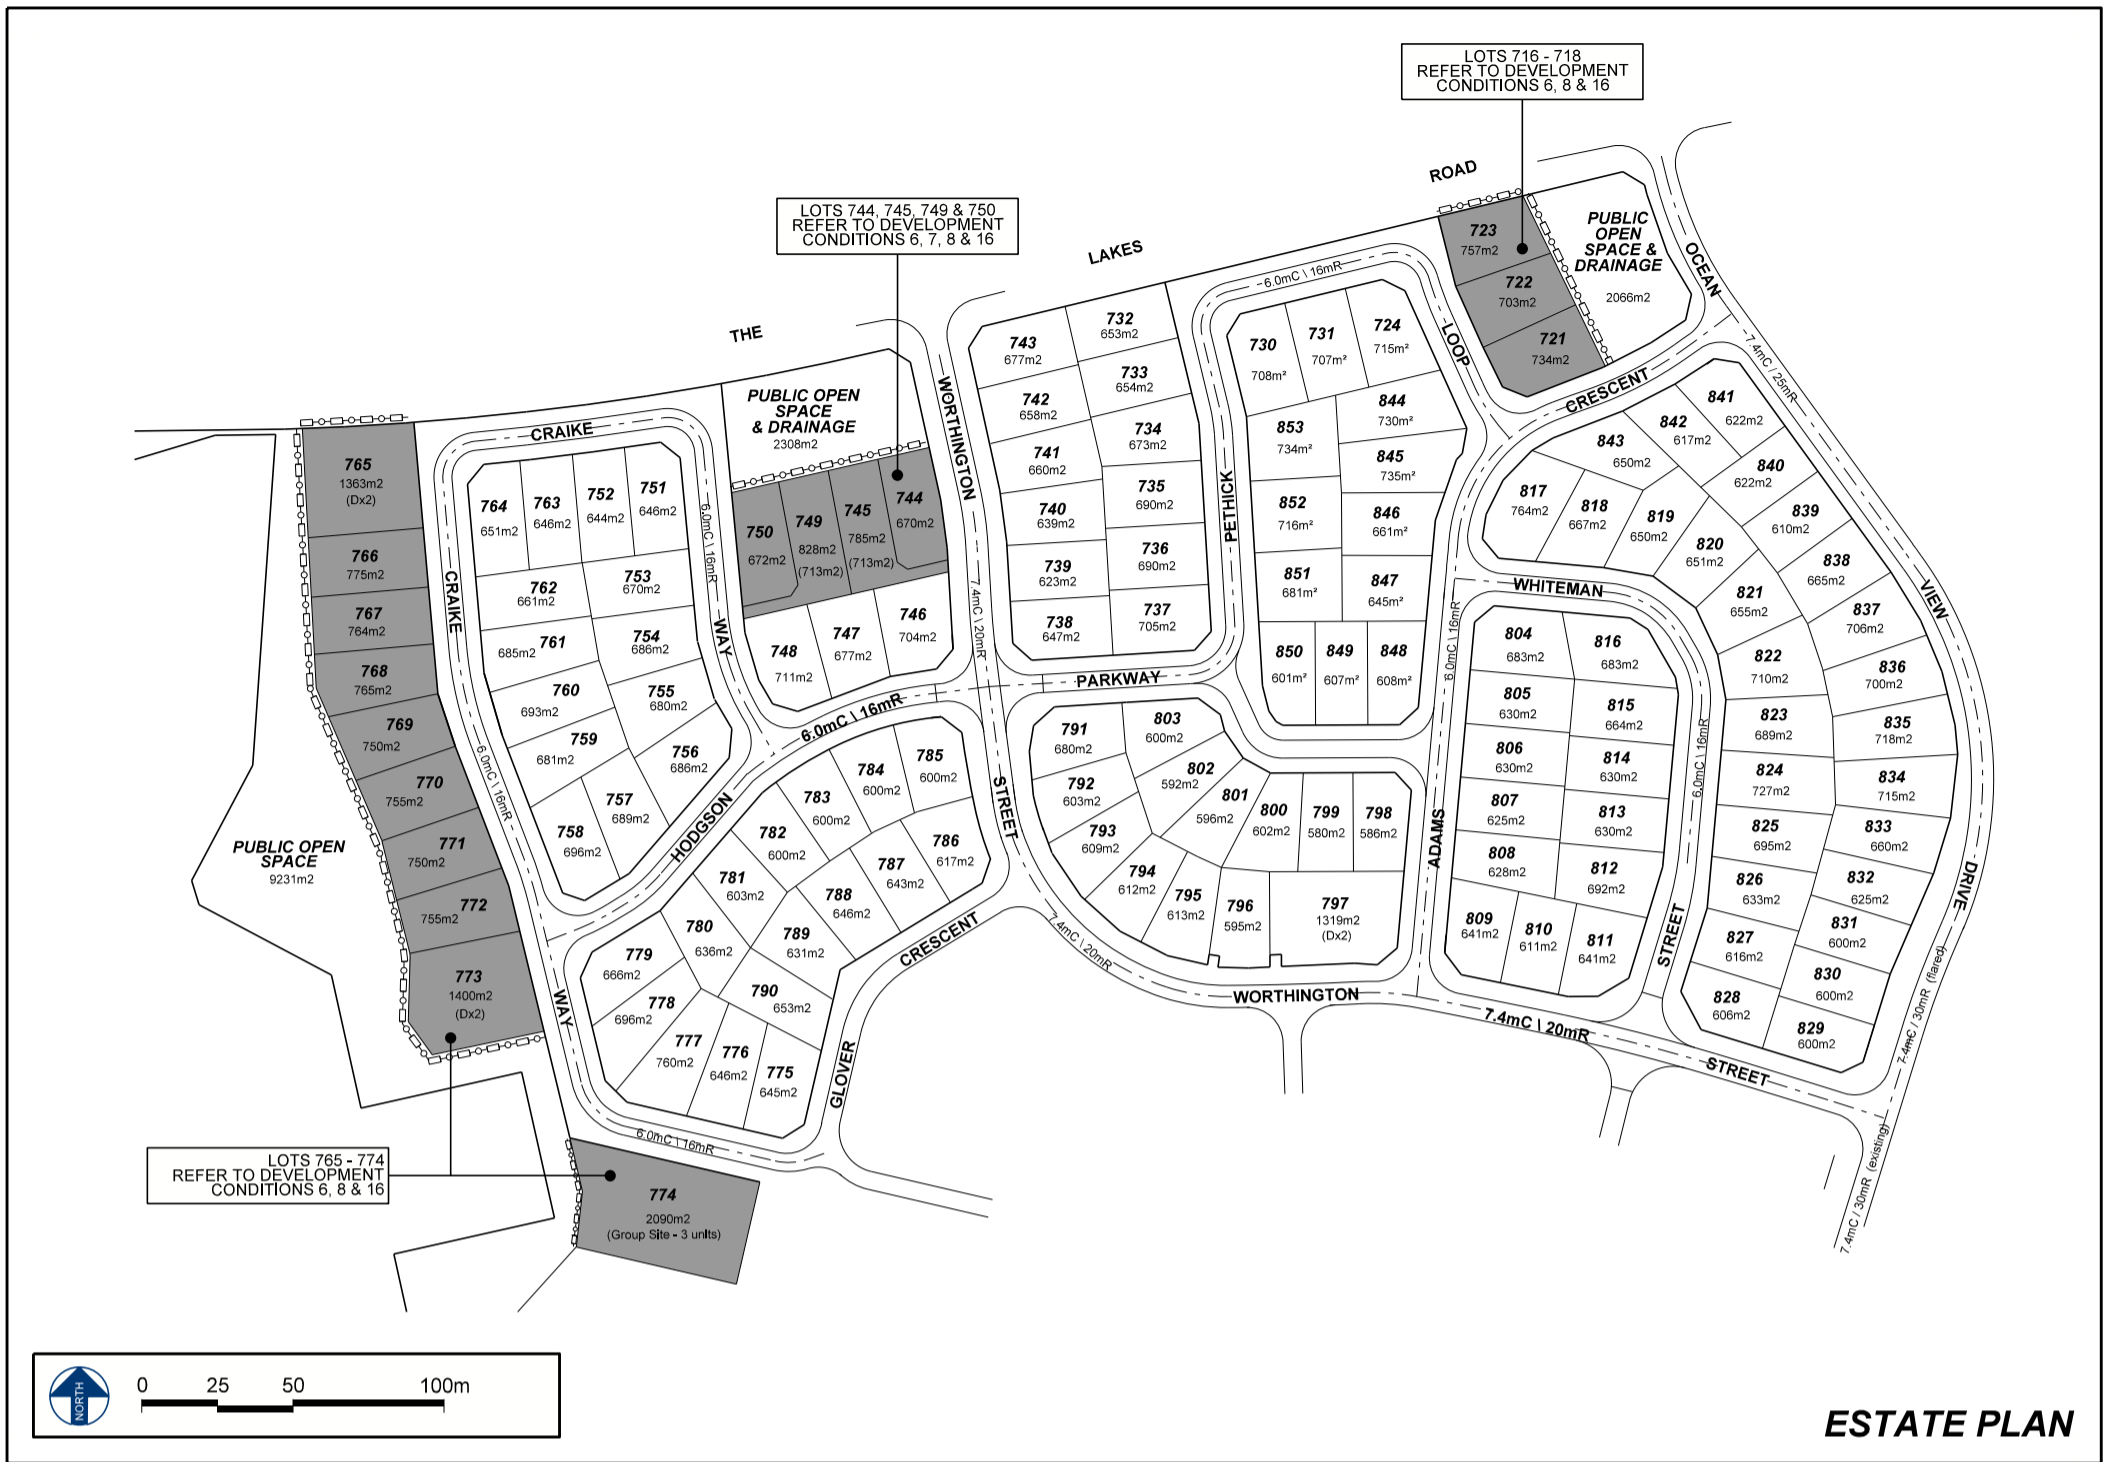 LOTS 716 - 718
REFER TO DEVELOPMENT
CONDITIONS 6, 8 & 16
LOTS 744, 745, 749 & 750
REFER TO DEVELOPMENT
CONDITIONS 6, 7, 8 & 16
THE
LAKES
ROAD
PUBLIC
OPEN
SPACE &
DRAINAGE
2066m2
723
757m2
722
703m2
721
734m2
OCEAN
VIEW
DRIVE
7.4mC / 25mR
7.4mC / 30mR (flared)
7.4mC / 30mR (existing)
PUBLIC OPEN
SPACE
& DRAINAGE
2308m2
750
672m2
749
828m2
(713m2)
745
785m2
(713m2)
744
670m2
748
711m2
747
677m2
746
704m2
WORTHINGTON
7.4mC \ 20mR
STREET
743
677m2
732
653m2
742
658m2
733
654m2
741
660m2
734
673m2
740
639m2
735
690m2
739
623m2
736
690m2
738
647m2
737
705m2
PETHICK
6.0mC \ 16mR
LOOP
730
708m²
731
707m²
724
715m²
853
734m²
844
730m²
845
735m²
852
716m²
846
661m²
851
681m²
847
645m²
850
601m²
849
607m²
848
608m²
CRESCENT
841
622m2
842
617m2
843
650m2
840
622m2
817
764m2
818
667m2
819
650m2
839
610m2
820
651m2
838
665m2
821
655m2
837
706m2
822
710m2
836
700m2
823
689m2
835
718m2
824
727m2
834
715m2
825
695m2
833
660m2
826
633m2
832
625m2
827
616m2
831
600m2
828
606m2
830
600m2
829
600m2
WHITEMAN
6.0mC \ 16mR
STREET
804
683m2
816
683m2
805
630m2
815
664m2
806
630m2
814
630m2
807
625m2
813
630m2
808
628m2
812
692m2
809
641m2
810
611m2
811
641m2
ADAMS
6.0mC \ 16mR
765
1363m2
(Dx2)
766
775m2
767
764m2
768
765m2
769
750m2
770
755m2
771
750m2
772
755m2
773
1400m2
(Dx2)
PUBLIC OPEN
SPACE
9231m2
CRAIKE
CRAIKE
WAY
6.0mC \ 16mR
6.0mC \ 16mR
764
651m2
763
646m2
752
644m2
751
646m2
762
661m2
753
670m2
685m2 761
754
686m2
760
693m2
755
680m2
759
681m2
756
686m2
758
696m2
757
689m2
HODGSON
6.0mC \ 16mR
PARKWAY
785
600m2
784
600m2
783
600m2
782
600m2
786
617m2
787
643m2
781
603m2
788
646m2
780
636m2
789
631m2
779
666m2
778
696m2
790
653m2
777
760m2
776
646m2
775
645m2
WAY
6.0mC \ 16mR
GLOVER
CRESCENT
791
680m2
803
600m2
792
603m2
802
592m2
793
609m2
801
596m2
800
602m2
799
580m2
798
586m2
794
612m2
795
613m2
796
595m2
797
1319m2
(Dx2)
STREET
7.4mC \ 20mR
WORTHINGTON
7.4mC \ 20mR
STREET
LOTS 765 - 774
REFER TO DEVELOPMENT
CONDITIONS 6, 8 & 16
774
2090m2
(Group Site - 3 units)
NORTH
0 25 50 100m
ESTATE PLAN